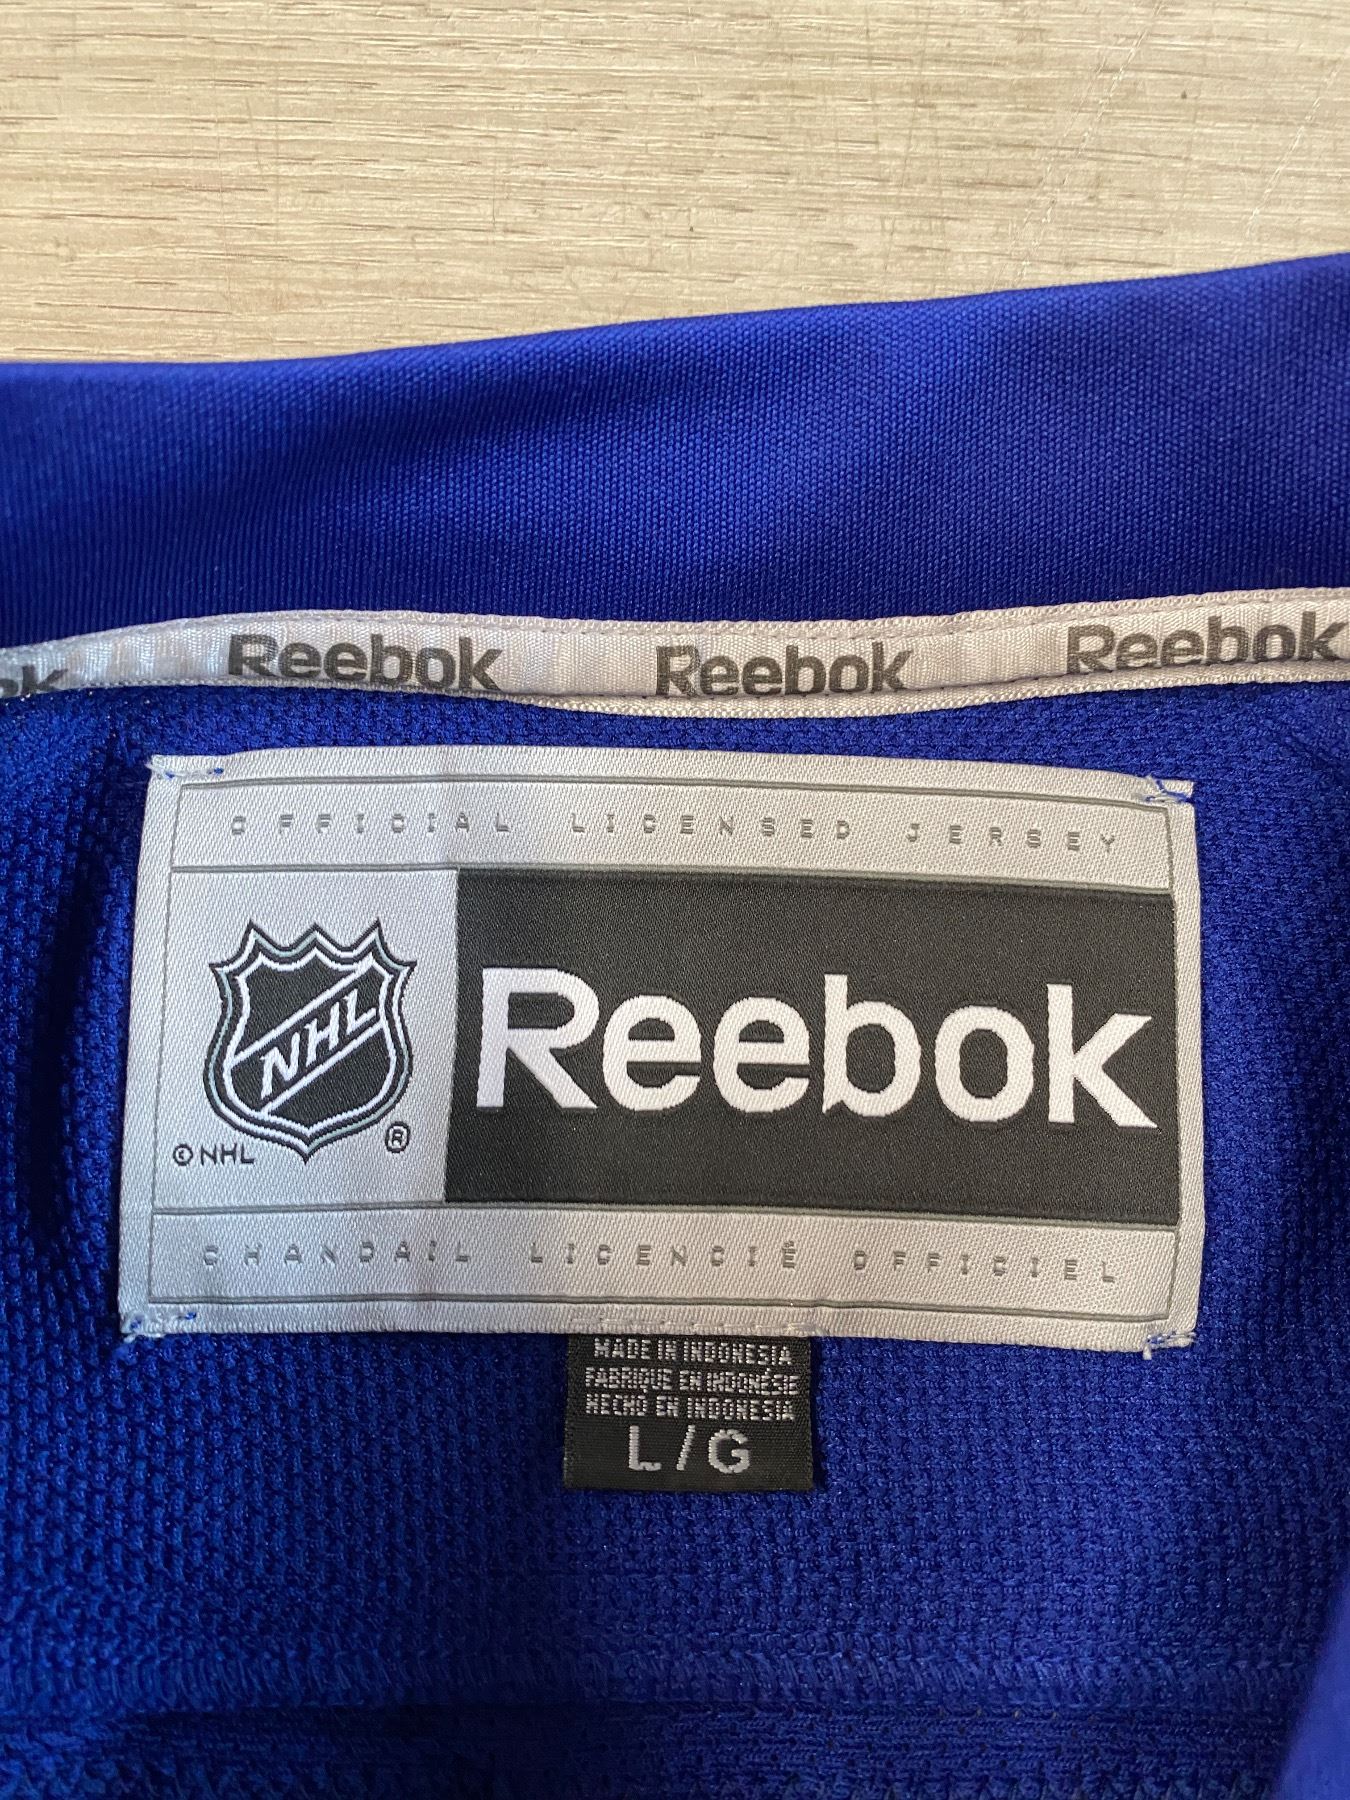 Reebok Reebok Reebok
OFFICIAL LICENSED JERSEY
NHL
Reebok
®
© NHL
CHANDAIL LICENCIÉ OFFICIEL
MADE IN INDONESIA
FABRIQUE EN INDONÉSIE
HECHO EN INDONESIA
L/G